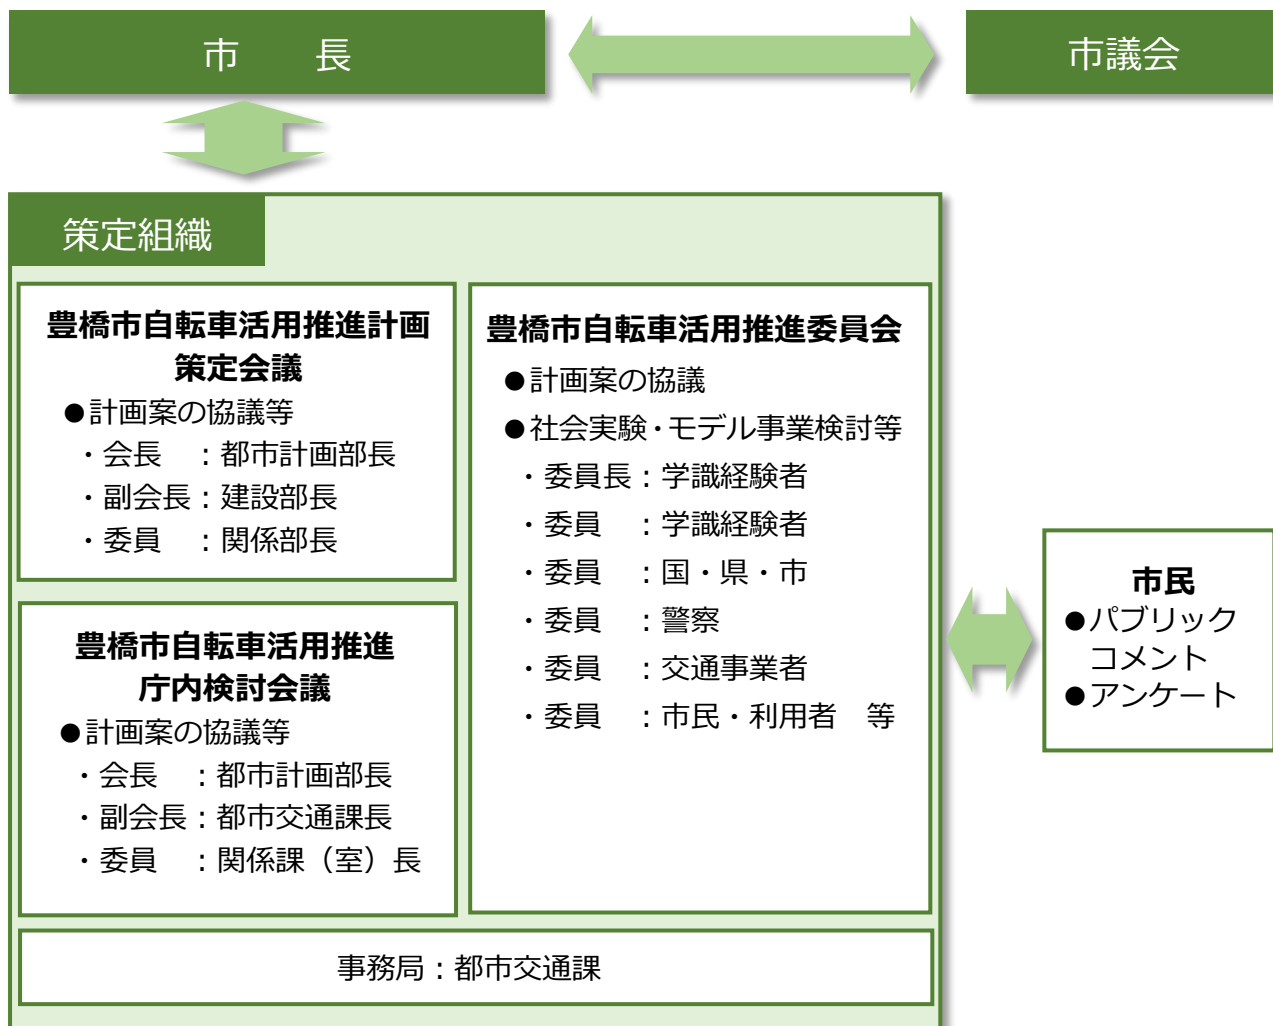 市　　長
市議会
策定組織
豊橋市自転車活用推進計画
策定会議
●計画案の協議等
・会長　：都市計画部長
・副会長：建設部長
・委員　：関係部長
豊橋市自転車活用推進
庁内検討会議
●計画案の協議等
・会長　：都市計画部長
・副会長：都市交通課長
・委員　：関係課（室）長
豊橋市自転車活用推進委員会
●計画案の協議
●社会実験・モデル事業検討等
・委員長：学識経験者
・委員　：学識経験者
・委員　：国・県・市
・委員　：警察
・委員　：交通事業者
・委員　：市民・利用者　等
市民
●パブリック
コメント
●アンケート
事務局：都市交通課